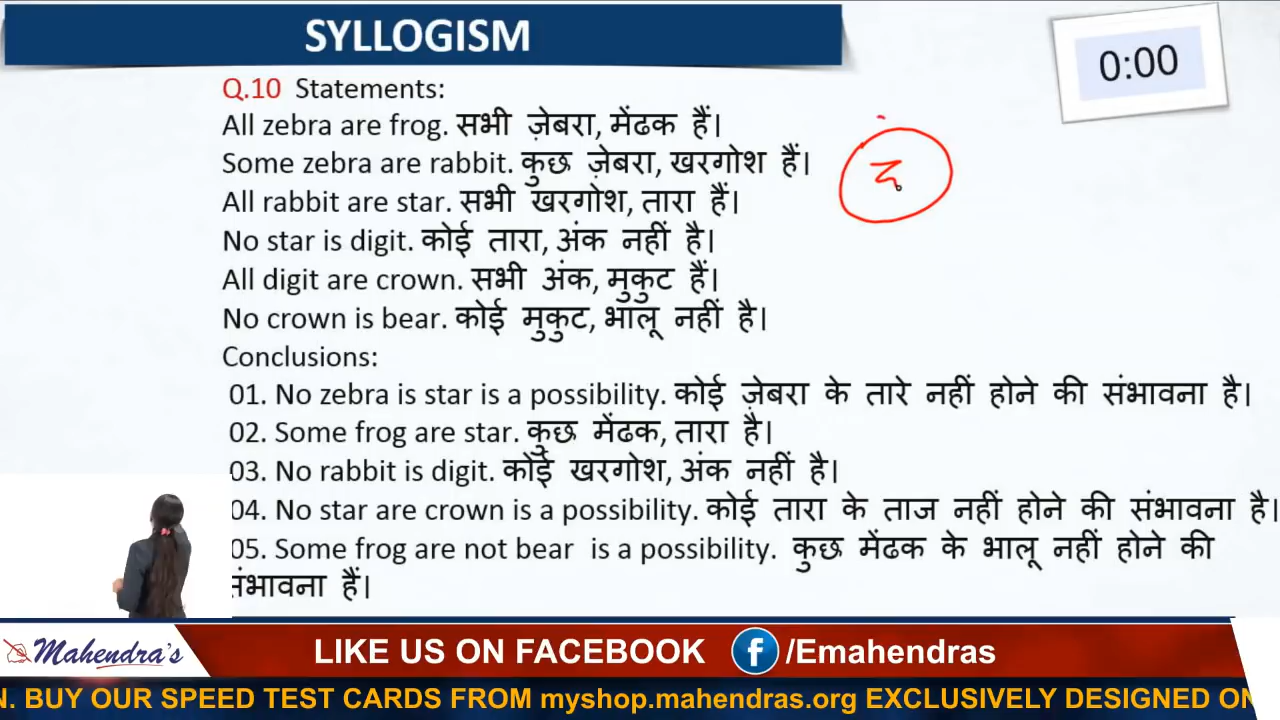 SYLLOGISM
0:00
Q.10 Statements:
All zebra are frog. सभी ज़ेबरा, मेंढक हैं।
Some zebra are rabbit. कुछ ज़ेबरा, खरगोश हैं।
All rabbit are star. सभी खरगोश, तारा हैं।
No star is digit. कोई तारा, अंक नहीं है।
All digit are crown. सभी अंक, मुकुट हैं।
No crown is bear. कोई मुकुट, भालू नहीं है।
Conclusions:
01. No zebra is star is a possibility. कोई ज़ेबरा के तारे नहीं होने की संभावना है।
02. Some frog are star. कुछ मेंढक, तारा है।
03. No rabbit is digit. कोई खरगोश, अंक नहीं है।
04. No star are crown is a possibility. कोई तारा के ताज नहीं होने की संभावना है।
05. Some frog are not bear is a possibility. कुछ मेंढक के भालू नहीं होने की
संभावना हैं।
Mahendra's
LIKE US ON FACEBOOK f /Emahendras
N. BUY OUR SPEED TEST CARDS FROM myshop.mahendras.org EXCLUSIVELY DESIGNED ON